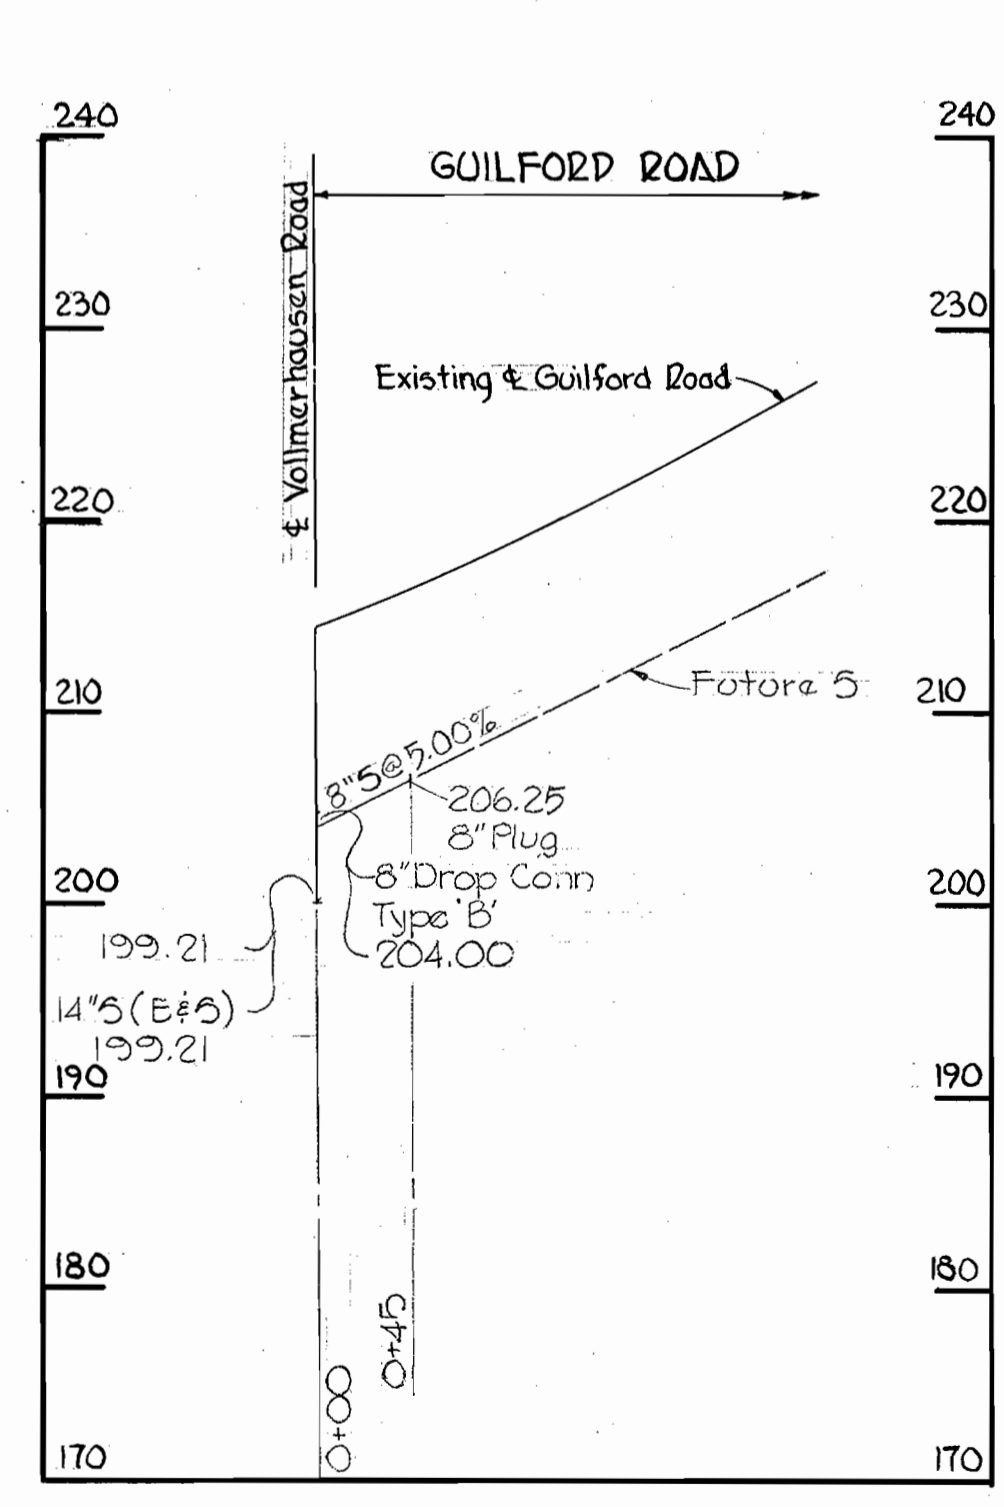 240
240
GUILFORD ROAD
℄ Vollmerhausen Road
230
230
Existing ℄ Guilford Road
220
220
Future S
210
210
8"S@5.00%
206.25
8"Plug
200
8"Drop Conn
200
Type 'B'
199.21
204.00
14"S(E&S)
199.21
190
190
180
180
0+45
0+00
170
170